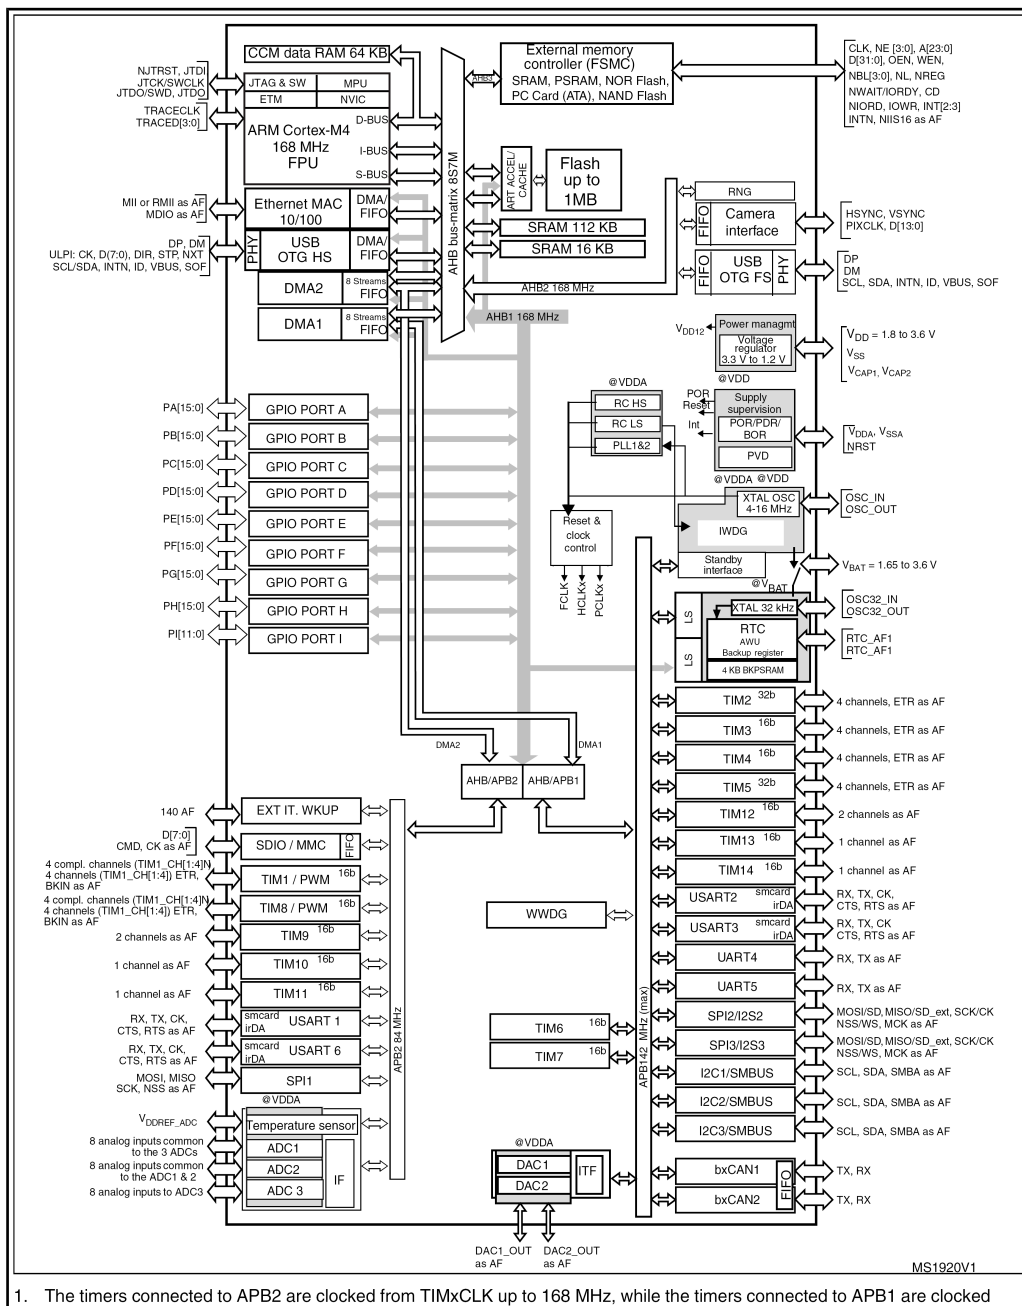 CCM data RAM 64 KB
External memory
controller (FSMC)
SRAM, PSRAM, NOR Flash,
PC Card (ATA), NAND Flash
AHB3
CLK, NE [3:0], A[23:0]
D[31:0], OEN, WEN,
NBL[3:0], NL, NREG
NWAIT/IORDY, CD
NIORD, IOWR, INT[2:3]
INTN, NIIS16 as AF
NJTRST, JTDI
JTCK/SWCLK
JTDO/SWD, JTDO
TRACECLK
TRACED[3:0]
JTAG & SW
MPU
ETM
NVIC
D-BUS
ARM Cortex-M4
168 MHz
FPU
I-BUS
S-BUS
AHB bus-matrix 8S7M
ART ACCEL/
CACHE
Flash
up to
1MB
SRAM 112 KB
SRAM 16 KB
AHB2 168 MHz
AHB1 168 MHz
MII or RMII as AF
MDIO as AF
Ethernet MAC
10/100
DMA/
FIFO
DP, DM
ULPI: CK, D(7:0), DIR, STP, NXT
SCL/SDA, INTN, ID, VBUS, SOF
PHY
USB
OTG HS
DMA/
FIFO
DMA2
8 Streams
FIFO
DMA1
8 Streams
FIFO
RNG
FIFO
Camera
interface
HSYNC, VSYNC
PIXCLK, D[13:0]
FIFO
USB
OTG FS
PHY
DP
DM
SCL, SDA, INTN, ID, VBUS, SOF
VDD12
Power managmt
Voltage
regulator
3.3 V to 1.2 V
@VDD
VDD = 1.8 to 3.6 V
VSS
VCAP1, VCAP2
@VDDA
RC HS
RC LS
PLL1&2
POR
Reset
Int
Supply
supervision
POR/PDR/
BOR
PVD
VDDA, VSSA
NRST
@VDDA @VDD
XTAL OSC
4-16 MHz
OSC_IN
OSC_OUT
IWDG
Reset &
clock
control
FCLK
HCLKx
PCLKx
Standby
interface
@VBAT
VBAT = 1.65 to 3.6 V
LS
LS
XTAL 32 kHz
RTC
AWU
Backup register
4 KB BKPSRAM
OSC32_IN
OSC32_OUT
RTC_AF1
RTC_AF1
PA[15:0]
GPIO PORT A
PB[15:0]
GPIO PORT B
PC[15:0]
GPIO PORT C
PD[15:0]
GPIO PORT D
PE[15:0]
GPIO PORT E
PF[15:0]
GPIO PORT F
PG[15:0]
GPIO PORT G
PH[15:0]
GPIO PORT H
PI[11:0]
GPIO PORT I
DMA2
DMA1
AHB/APB2
AHB/APB1
TIM2 32b
4 channels, ETR as AF
TIM3 16b
4 channels, ETR as AF
TIM4 16b
4 channels, ETR as AF
TIM5 32b
4 channels, ETR as AF
TIM12 16b
2 channels as AF
TIM13 16b
1 channel as AF
TIM14 16b
1 channel as AF
USART2 smcard
irDA
RX, TX, CK,
CTS, RTS as AF
USART3 smcard
irDA
RX, TX, CK
CTS, RTS as AF
UART4
RX, TX as AF
UART5
RX, TX as AF
SPI2/I2S2
MOSI/SD, MISO/SD_ext, SCK/CK
NSS/WS, MCK as AF
SPI3/I2S3
MOSI/SD, MISO/SD_ext, SCK/CK
NSS/WS, MCK as AF
I2C1/SMBUS
SCL, SDA, SMBA as AF
I2C2/SMBUS
SCL, SDA, SMBA as AF
I2C3/SMBUS
SCL, SDA, SMBA as AF
bxCAN1
TX, RX
bxCAN2
TX, RX
FIFO
140 AF
EXT IT. WKUP
D[7:0]
CMD, CK as AF
SDIO / MMC
FIFO
4 compl. channels (TIM1_CH[1:4]N
4 channels (TIM1_CH[1:4]) ETR,
BKIN as AF
TIM1 / PWM 16b
4 compl. channels (TIM1_CH[1:4]N
4 channels (TIM1_CH[1:4]) ETR,
BKIN as AF
TIM8 / PWM 16b
2 channels as AF
TIM9 16b
1 channel as AF
TIM10 16b
1 channel as AF
TIM11 16b
RX, TX, CK,
CTS, RTS as AF
smcard
irDA
USART 1
RX, TX, CK,
CTS, RTS as AF
smcard
irDA
USART 6
MOSI, MISO
SCK, NSS as AF
SPI1
@VDDA
VDDREF_ADC
Temperature sensor
8 analog inputs common
to the 3 ADCs
ADC1
8 analog inputs common
to the ADC1 & 2
ADC2
8 analog inputs to ADC3
ADC 3
IF
APB2 84 MHz
WWDG
APB142 MHz (max)
TIM6 16b
TIM7 16b
@VDDA
DAC1
DAC2
ITF
DAC1_OUT
as AF
DAC2_OUT
as AF
MS1920V1
1. The timers connected to APB2 are clocked from TIMxCLK up to 168 MHz, while the timers connected to APB1 are clocked